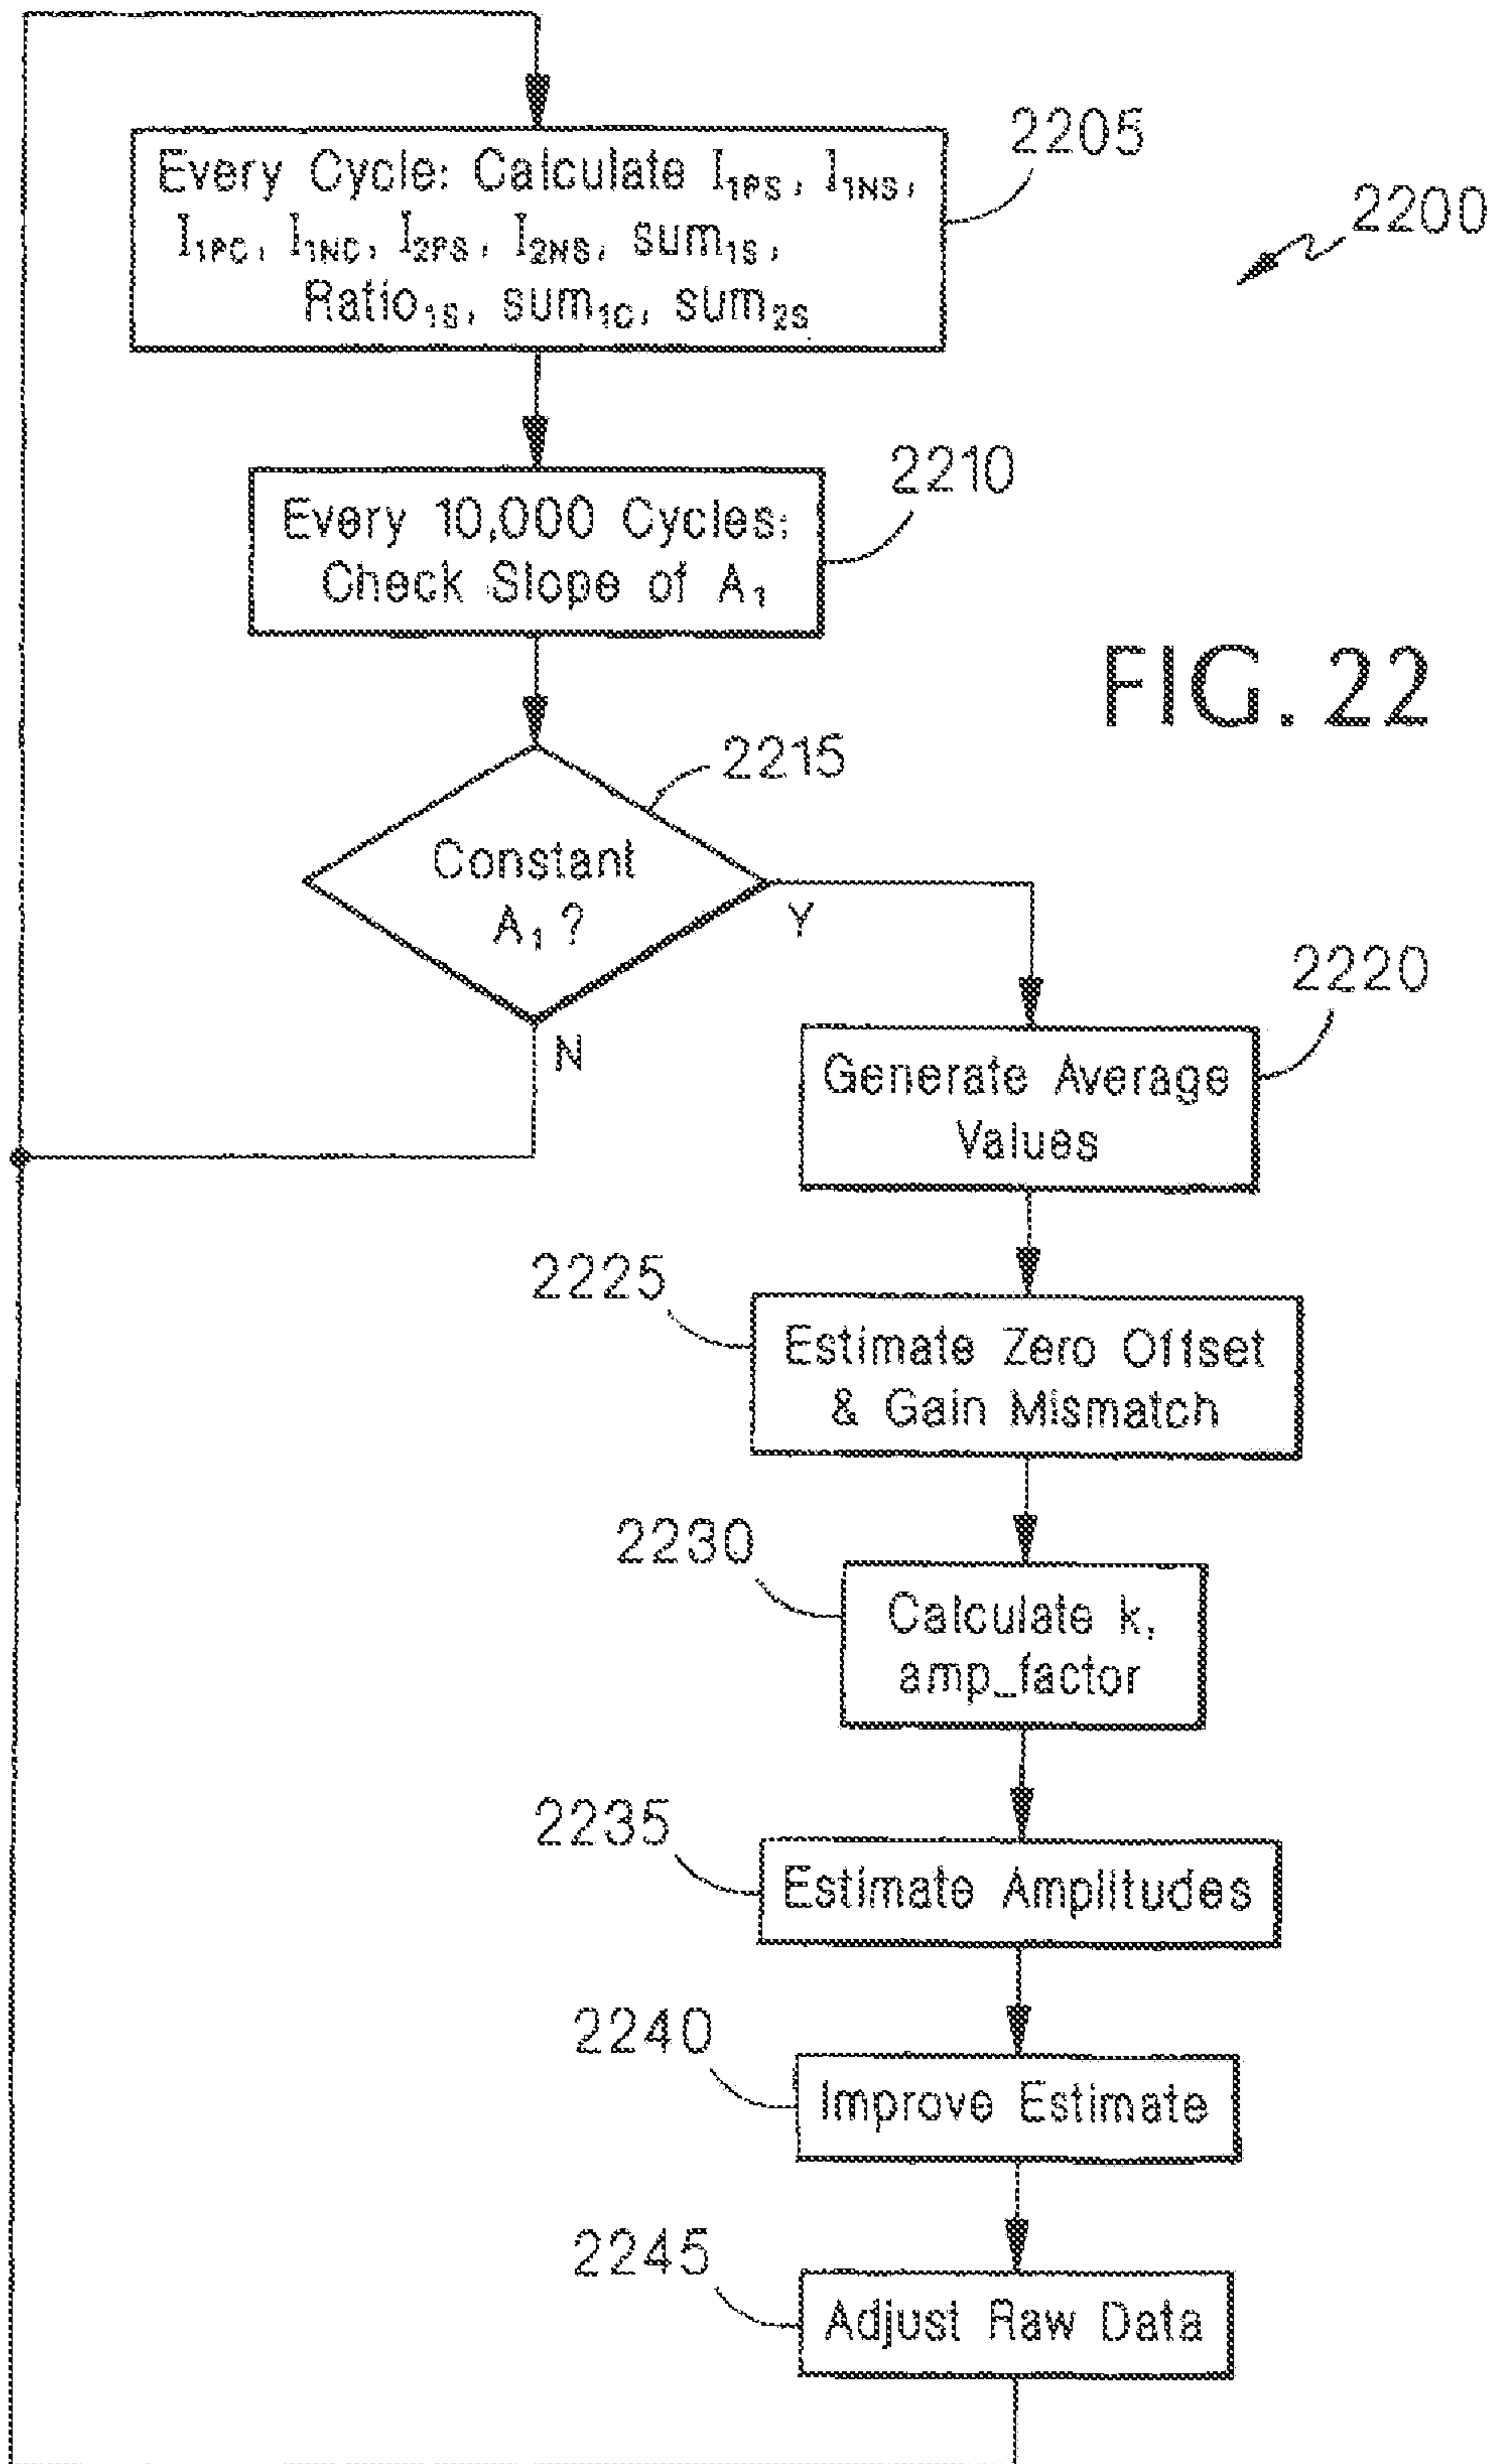 2205
Every Cycle: Calculate I₁PS, I₁NS,
I₁PC, I₁NC, I₂PS, I₂NS, sum₁S,
Ratio₁S, sum₁C, sum₂S
2200
2210
Every 10,000 Cycles:
Check Slope of A₁
FIG. 22
2215
Constant
A₁?
Y
N
2220
Generate Average
Values
2225
Estimate Zero Offset
& Gain Mismatch
2230
Calculate k,
amp_factor
2235
Estimate Amplitudes
2240
Improve Estimate
2245
Adjust Raw Data